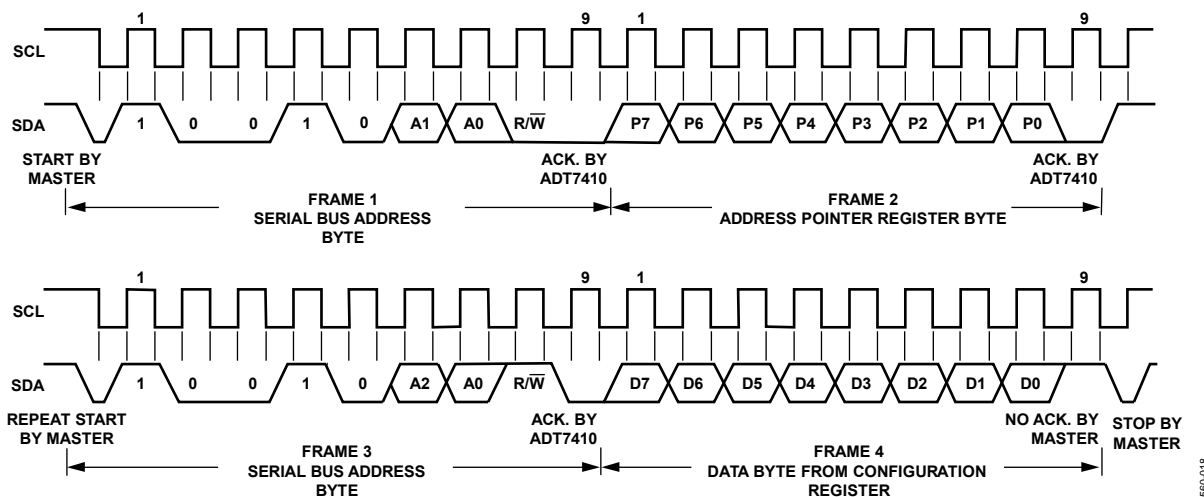 1 9 1 9
SCL
SDA 1 0 0 1 0 A1 A0 R/W̅ P7 P6 P5 P4 P3 P2 P1 P0
START BY
MASTER
ACK. BY
ADT7410
ACK. BY
ADT7410
FRAME 1
SERIAL BUS ADDRESS
BYTE
FRAME 2
ADDRESS POINTER REGISTER BYTE
1 9 1 9
SCL
SDA 1 0 0 1 0 A2 A0 R/W̅ D7 D6 D5 D4 D3 D2 D1 D0
REPEAT START
BY MASTER
ACK. BY
ADT7410
NO ACK. BY
MASTER
STOP BY
MASTER
FRAME 3
SERIAL BUS ADDRESS
BYTE
FRAME 4
DATA BYTE FROM CONFIGURATION
REGISTER